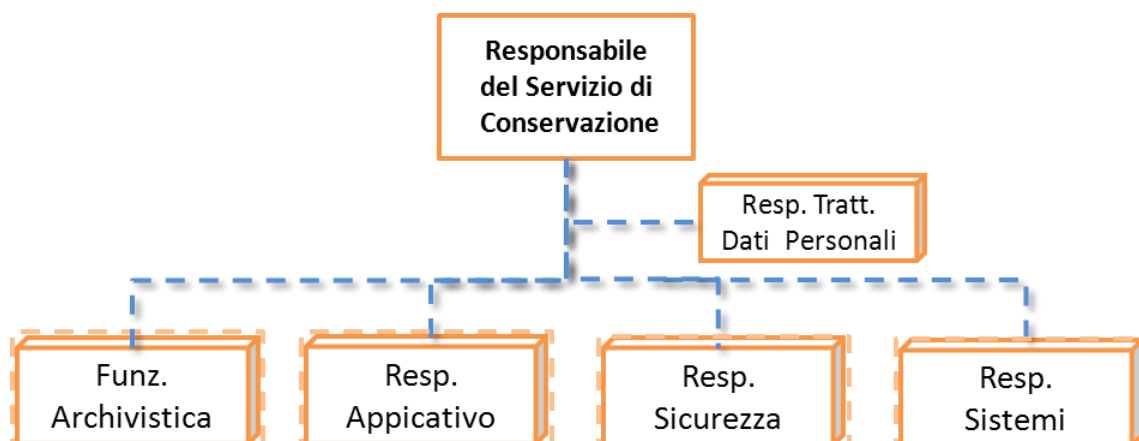 Responsabile
del Servizio di
Conservazione
Resp. Tratt.
Dati Personali
Funz.
Archivistica
Resp.
Appicativo
Resp.
Sicurezza
Resp.
Sistemi